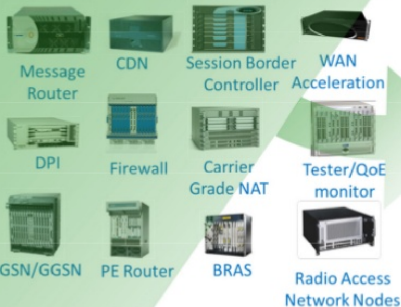 Message
Router
CDN
Session Border
Controller
WAN
Acceleration
DPI
Firewall
Carrier
Grade NAT
Tester/QoE
monitor
GSN/GGSN
PE Router
BRAS
Radio Access
Network Nodes